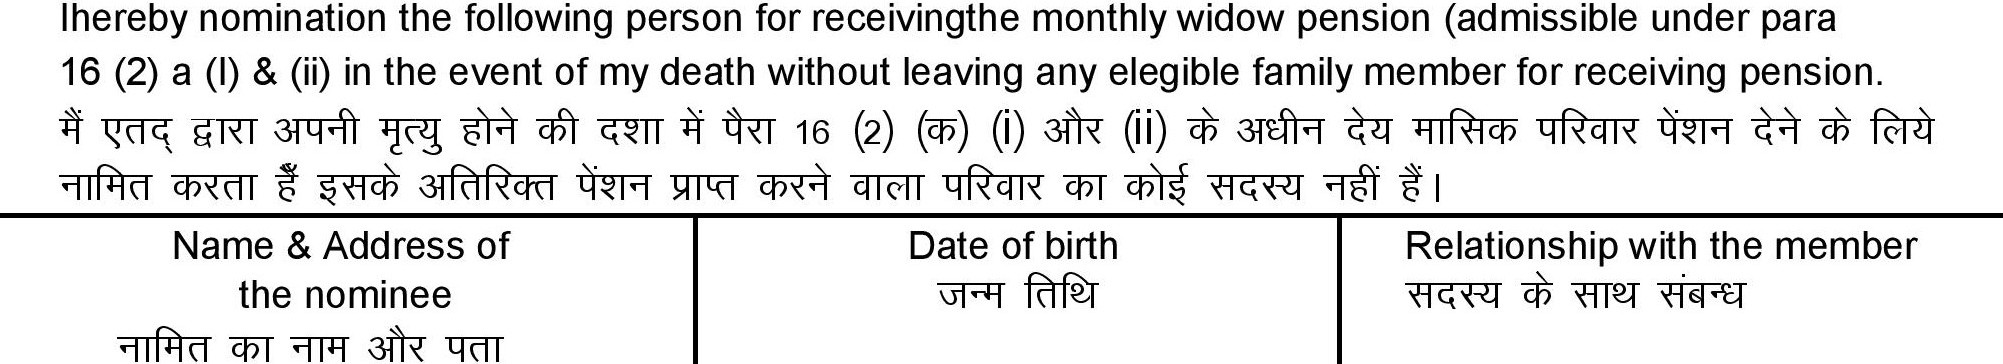 Ihereby nomination the following person for receivingthe monthly widow pension (admissible under para
16 (2) a (I) & (ii) in the event of my death without leaving any elegible family member for receiving pension.
मैं एतद् द्वारा अपनी मृत्यु होने की दशा में पैरा 16 (2) (क) (i) और (ii) के अधीन देय मासिक परिवार पेंशन देने के लिये
नामित करता हैँ इसके अतिरिक्त पेंशन प्राप्त करने वाला परिवार का कोई सदस्य नहीं हैं।
Name & Address of
the nominee
नामित का नाम और पता
Date of birth
जन्म तिथि
Relationship with the member
सदस्य के साथ संबन्ध